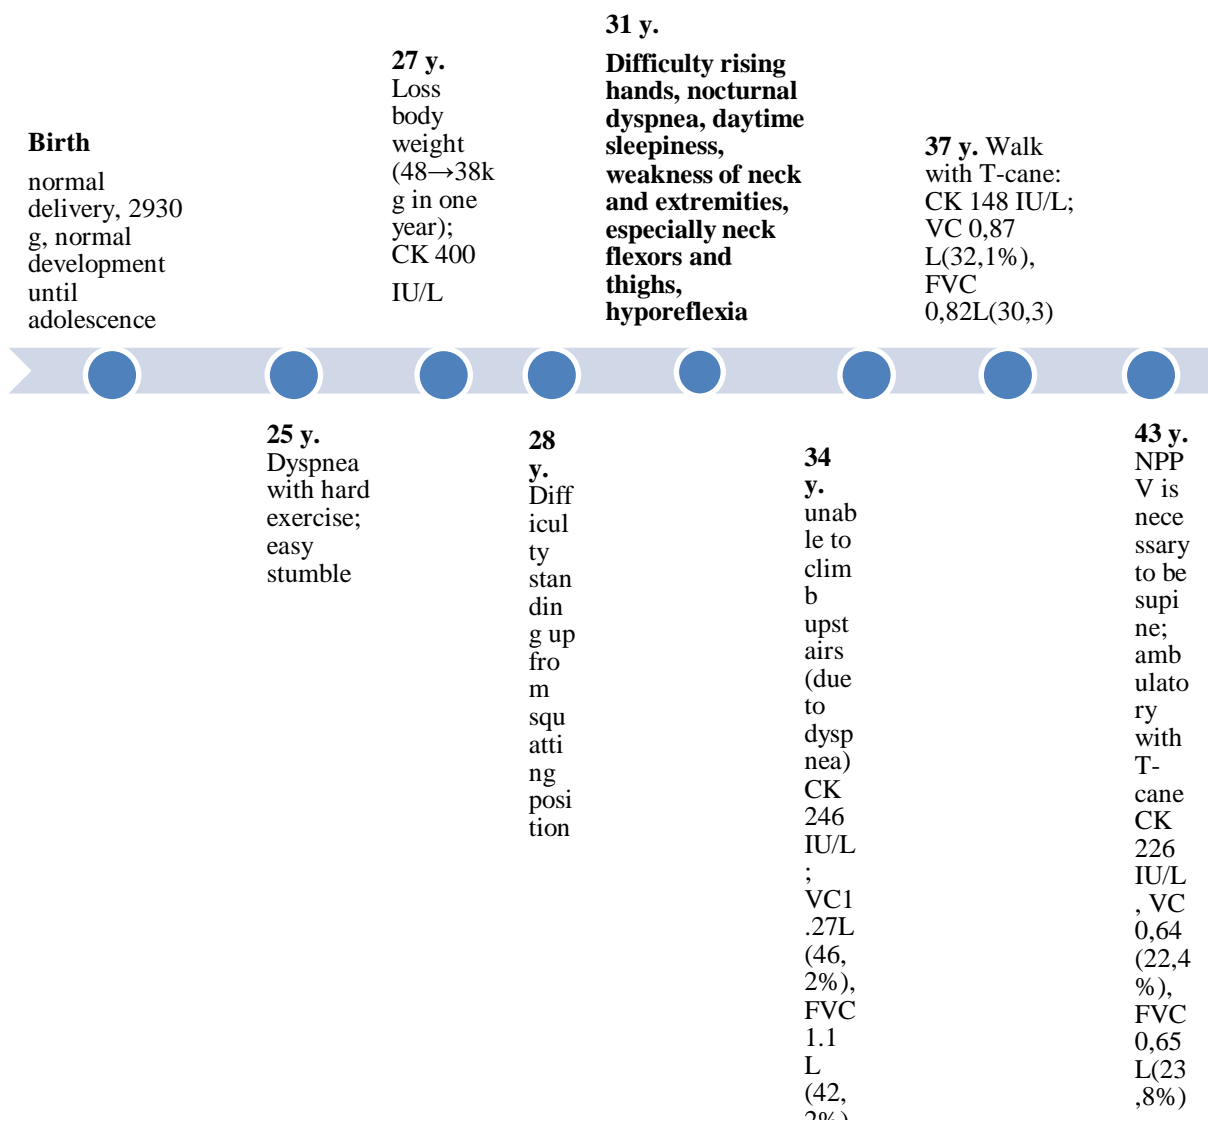 Birth
normal
delivery, 2930
g, normal
development
until
adolescence
25 y.
Dyspnea
with hard
exercise;
easy
stumble
27 y.
Loss
body
weight
(48→38k
g in one
year);
CK 400
IU/L
28
y.
Diff
icul
ty
stan
din
g up
fro
m
squ
atti
ng
posi
tion
31 y.
Difficulty rising
hands, nocturnal
dyspnea, daytime
sleepiness,
weakness of neck
and extremities,
especially neck
flexors and
thighs,
hyporeflexia
34
y.
unab
le to
clim
b
upst
airs
(due
to
dysp
nea)
CK
246
IU/L
;
VC1
.27L
(46,
2%),
FVC
1.1
L
(42,
2%)
37 y. Walk
with T-cane:
CK 148 IU/L;
VC 0,87
L(32,1%),
FVC
0,82L(30,3)
43 y.
NPP
V is
nece
ssary
to be
supi
ne;
amb
ulato
ry
with
T-
cane
CK
226
IU/L
, VC
0,64
(22,4
%),
FVC
0,65
L(23
,8%)